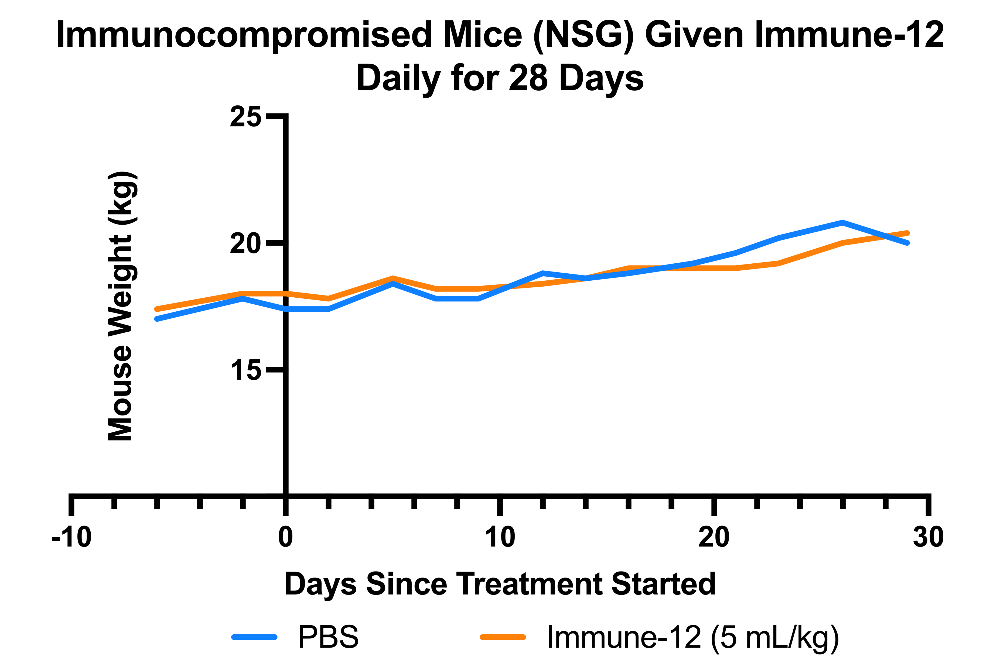 Immunocompromised Mice (NSG) Given Immune-12
Daily for 28 Days
Mouse Weight (kg)
25
20
15
-10
0
10
20
30
Days Since Treatment Started
PBS
Immune-12 (5 mL/kg)